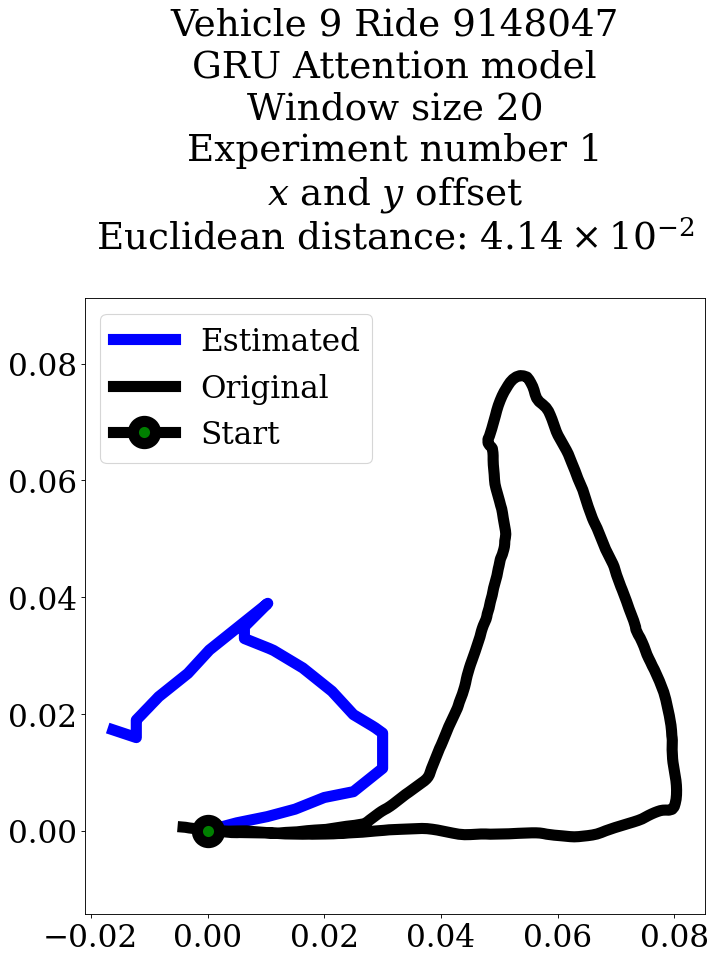 Vehicle 9 Ride 9148047
GRU Attention model
Window size 20
Experiment number 1
x and y offset
Euclidean distance: 4.14 × 10⁻²
Estimated
Original
Start
0.08
0.06
0.04
0.02
0.00
−0.02 0.00 0.02 0.04 0.06 0.08